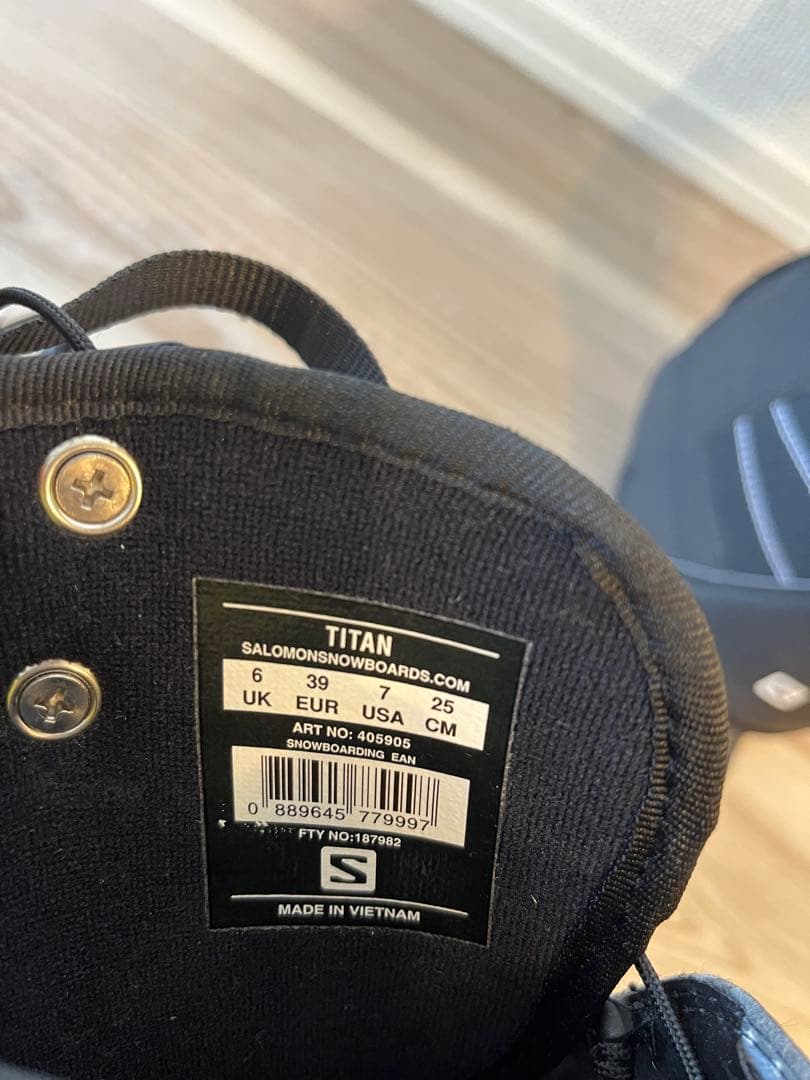 TITAN
SALOMONSNOWBOARDS.COM
6 39 7 25
UK EUR USA CM
ART NO: 405905
SNOWBOARDING EAN
0 889645 779997
FTY NO:187982
S
MADE IN VIETNAM